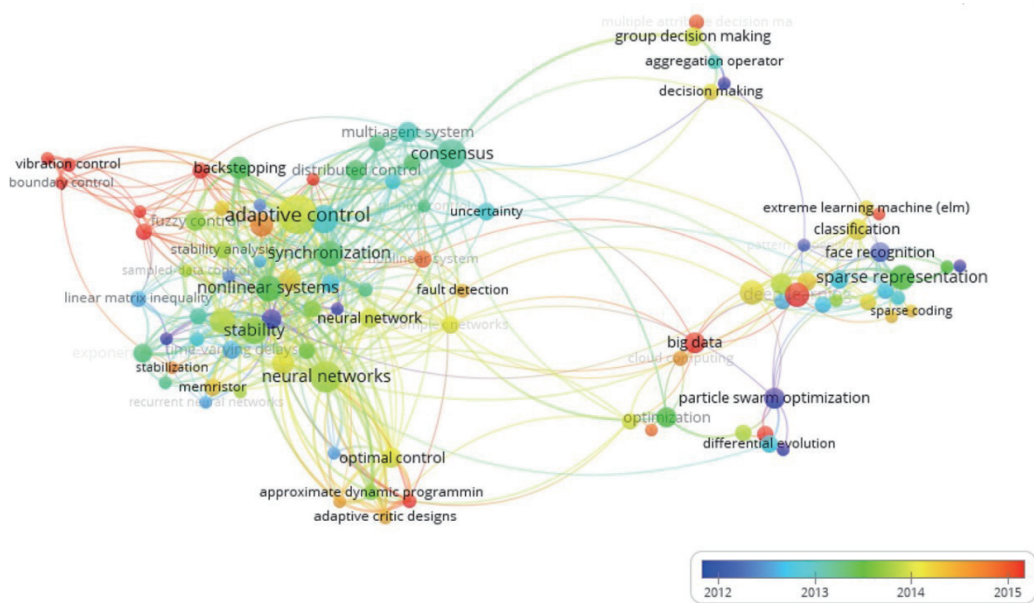 multiple attribute decision ma
group decision making
aggregation operator
decision making
multi-agent system
consensus
vibration control
backstepping
distributed control
boundary control
extreme learning machine (elm)
uncertainty
adaptive control
fuzzy control
classification
stability analysis
synchronization
face recognition
nonlinear system
sampled-data control
sparse representation
nonlinear systems
fault detection
deep learning
linear matrix inequality
sparse coding
neural network
complex networks
stability
big data
time-varying delays
cloud computing
stabilization
neural networks
memristor
particle swarm optimization
recurrent neural networks
optimization
differential evolution
optimal control
approximate dynamic programmin
adaptive critic designs
2012 2013 2014 2015